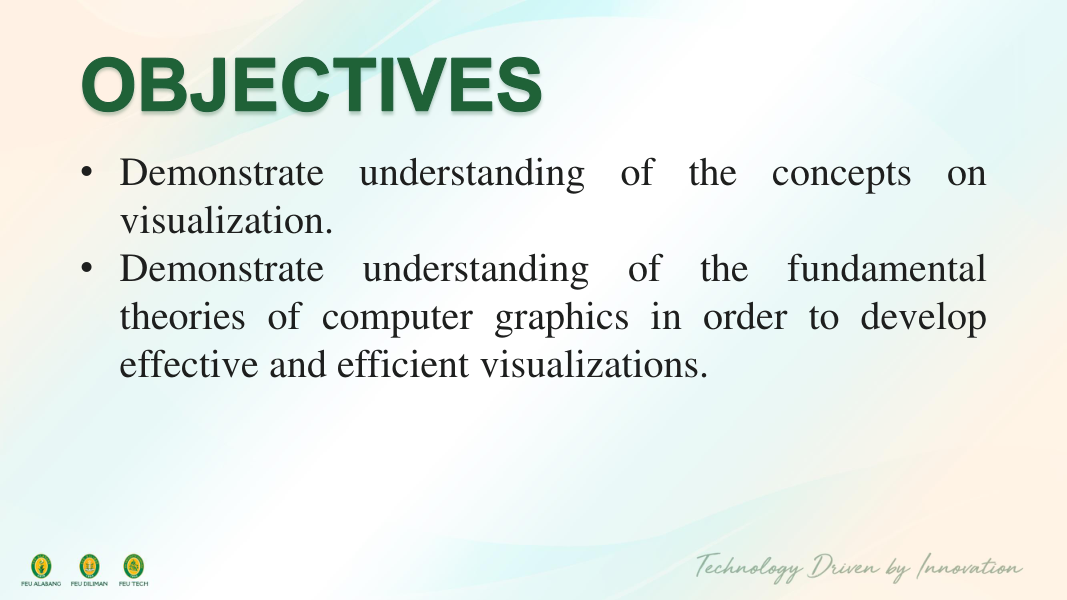 OBJECTIVES
• Demonstrate understanding of the concepts on
visualization.
• Demonstrate understanding of the fundamental
theories of computer graphics in order to develop
effective and efficient visualizations.
FEU ALABANG FEU DILIMAN FEU TECH
Technology Driven by Innovation